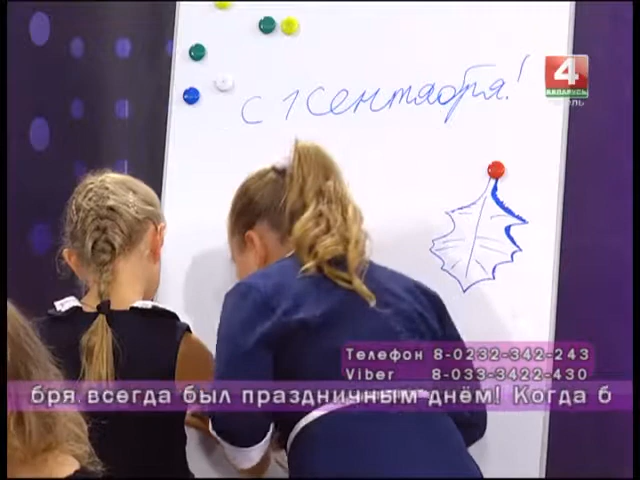 С 1 Сентября!
4
БЕЛАРУСЬ
Телефон 8-0232-342-243
Viber 8-033-3422-430
бря. всегда был праздничным днём! Когда б